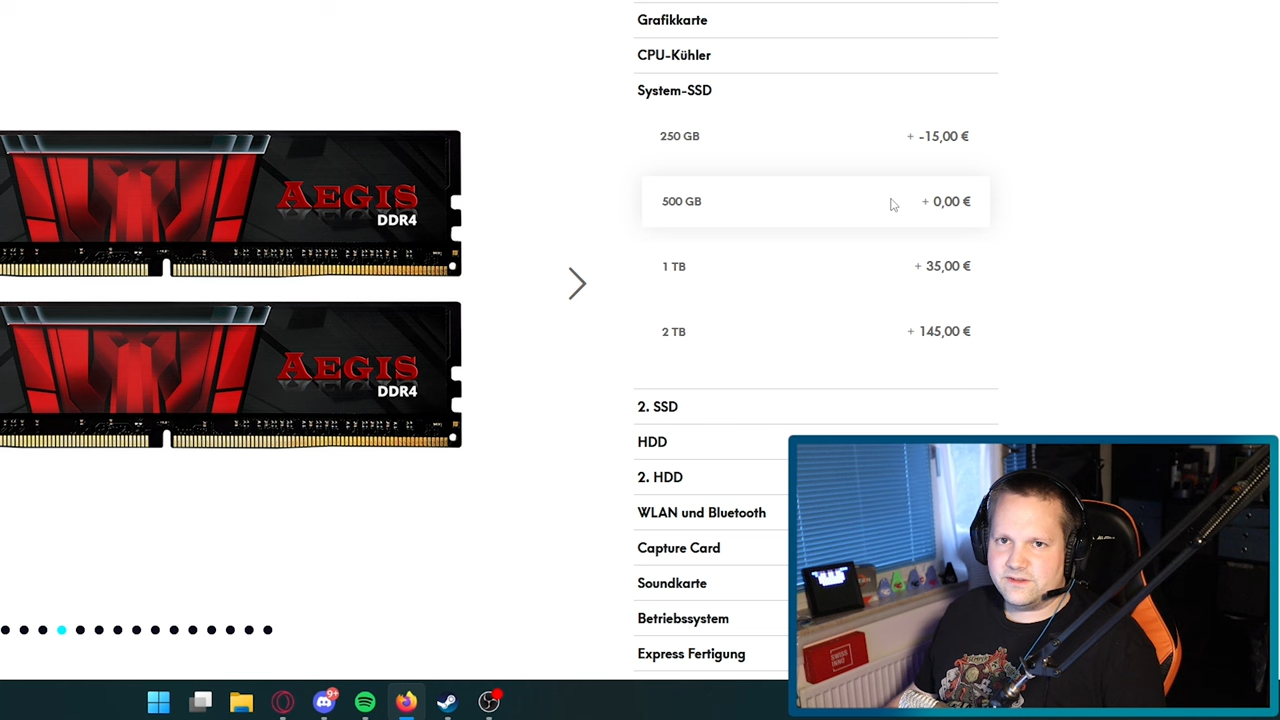 Grafikkarte
CPU-Kühler
System-SSD
250 GB + -15,00 €
500 GB + 0,00 €
1 TB + 35,00 €
2 TB + 145,00 €
2. SSD
HDD
2. HDD
WLAN und Bluetooth
Capture Card
Soundkarte
Betriebssystem
Express Fertigung
AEGIS
DDR4
AEGIS
DDR4
9+